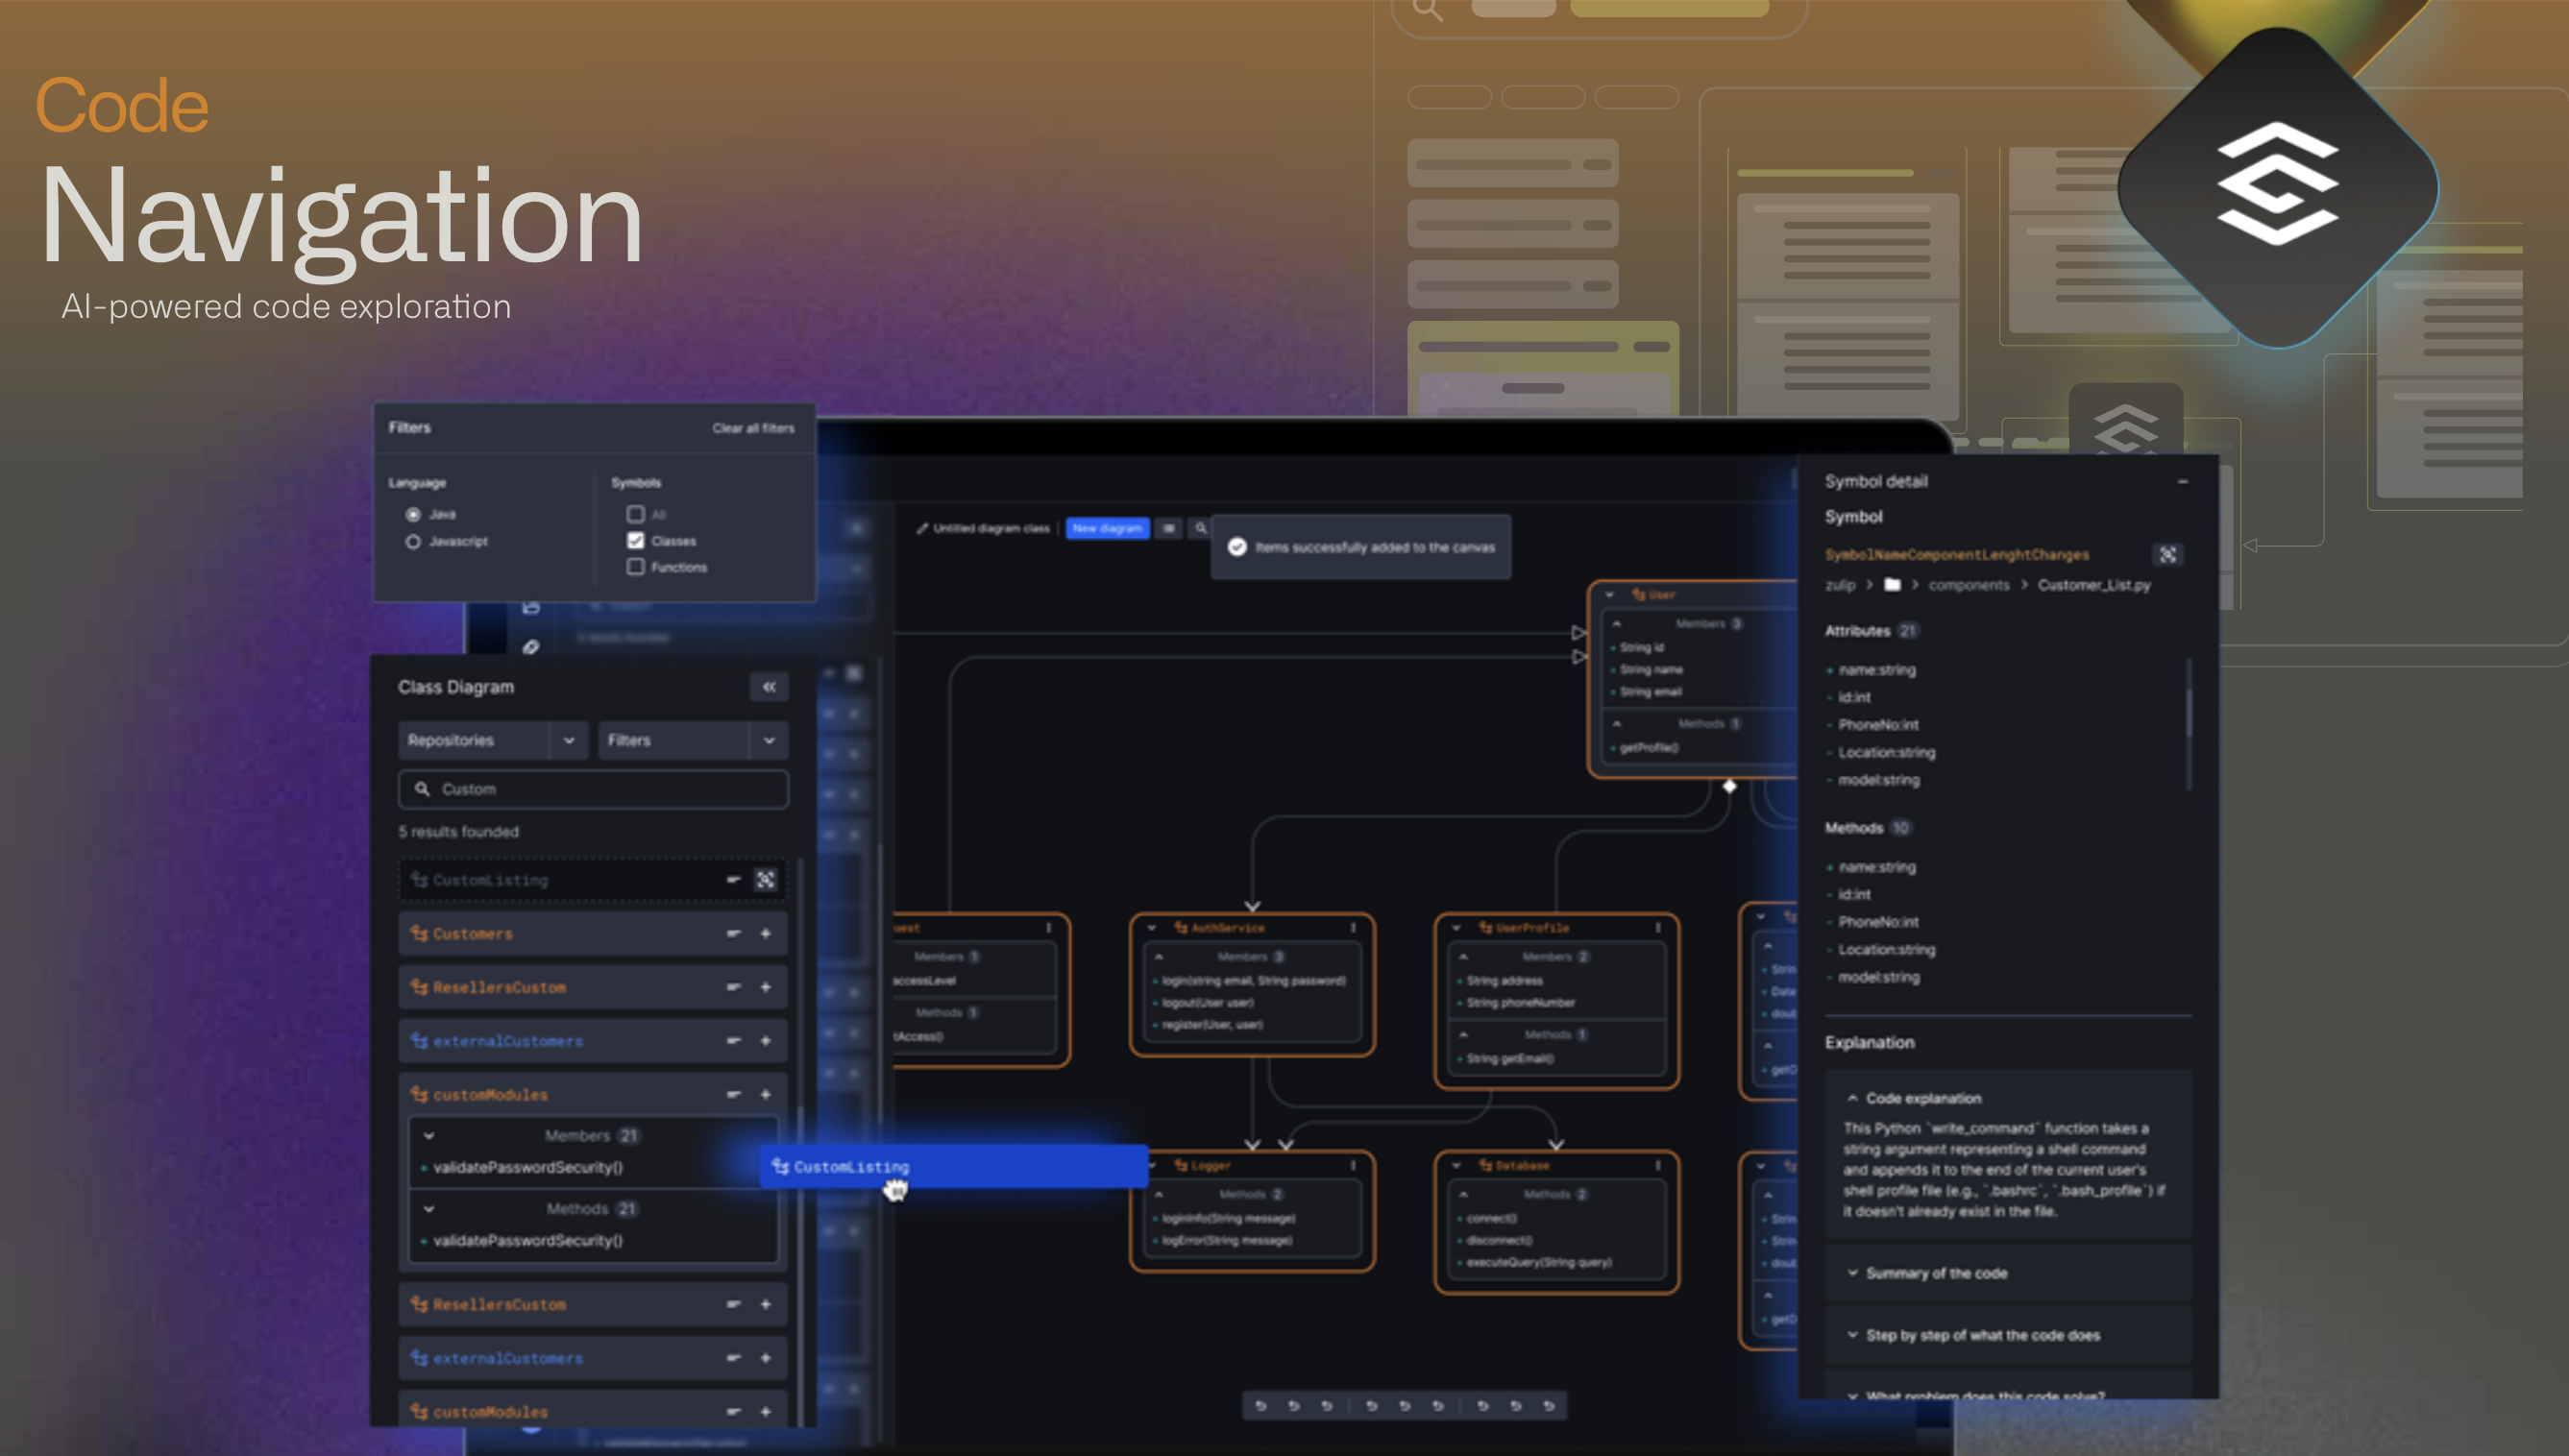 Code
Navigation
AI-powered code exploration
Filters
Clear all filters
Language
Symbols
Java
Javascript
All
Classes
Functions
Untitled diagram class
New diagram
Items successfully added to the canvas
Class Diagram
Repositories
Filters
Custom
5 results founded
CustomListing
Customers
ResellersCustom
externalCustomers
customModules
Members 21
+ validatePasswordSecurity()
Methods 21
+ validatePasswordSecurity()
ResellersCustom
externalCustomers
customModules
CustomListing
User
Members 3
+ String id
+ String name
+ String email
Methods 1
+ getProfile()
uest
Members 1
accessLevel
Methods 1
tAccess()
AuthService
Members 3
+ login(string email, String password)
+ logout(User user)
+ register(User, user)
UserProfile
Members 2
+ String address
+ String phoneNumber
Methods 1
+ String getEmail()
Logger
Methods 2
+ loginInfo(String message)
+ logError(String message)
Database
Methods 2
+ connect()
+ disconnect()
+ executeQuery(String query)
Symbol detail
Symbol
SymbolNameComponentLenghtChanges
zulip > > components > Customer_List.py
Attributes 21
+ name:string
- id:int
- PhoneNo:int
- Location:string
- model:string
Methods 10
+ name:string
- id:int
- PhoneNo:int
- Location:string
- model:string
Explanation
Code explanation
This Python `write_command` function takes a
string argument representing a shell command
and appends it to the end of the current user's
shell profile file (e.g., `.bashrc`, `.bash_profile`) if
it doesn't already exist in the file.
Summary of the code
Step by step of what the code does
What problem does this code solve?